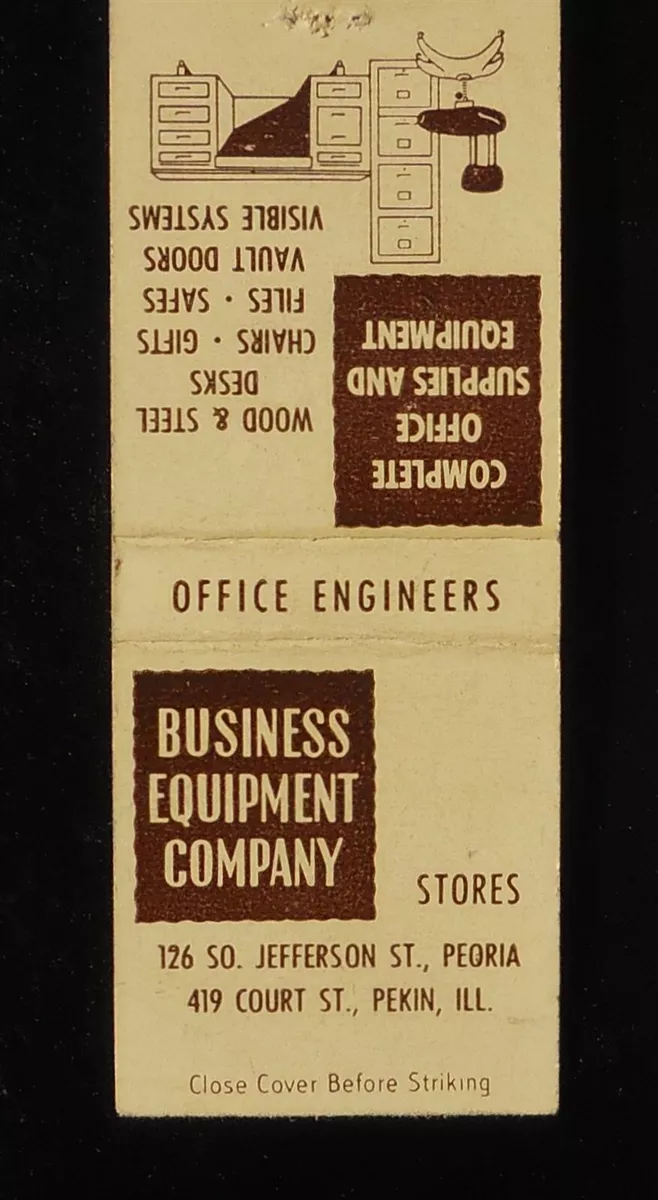 COMPLETE
OFFICE
SUPPLIES AND
EQUIPMENT
WOOD & STEEL
DESKS
CHAIRS · GIFTS
FILES · SAFES
VAULT DOORS
VISIBLE SYSTEMS
OFFICE ENGINEERS
BUSINESS
EQUIPMENT
COMPANY
STORES
126 SO. JEFFERSON ST., PEORIA
419 COURT ST., PEKIN, ILL.
Close Cover Before Striking